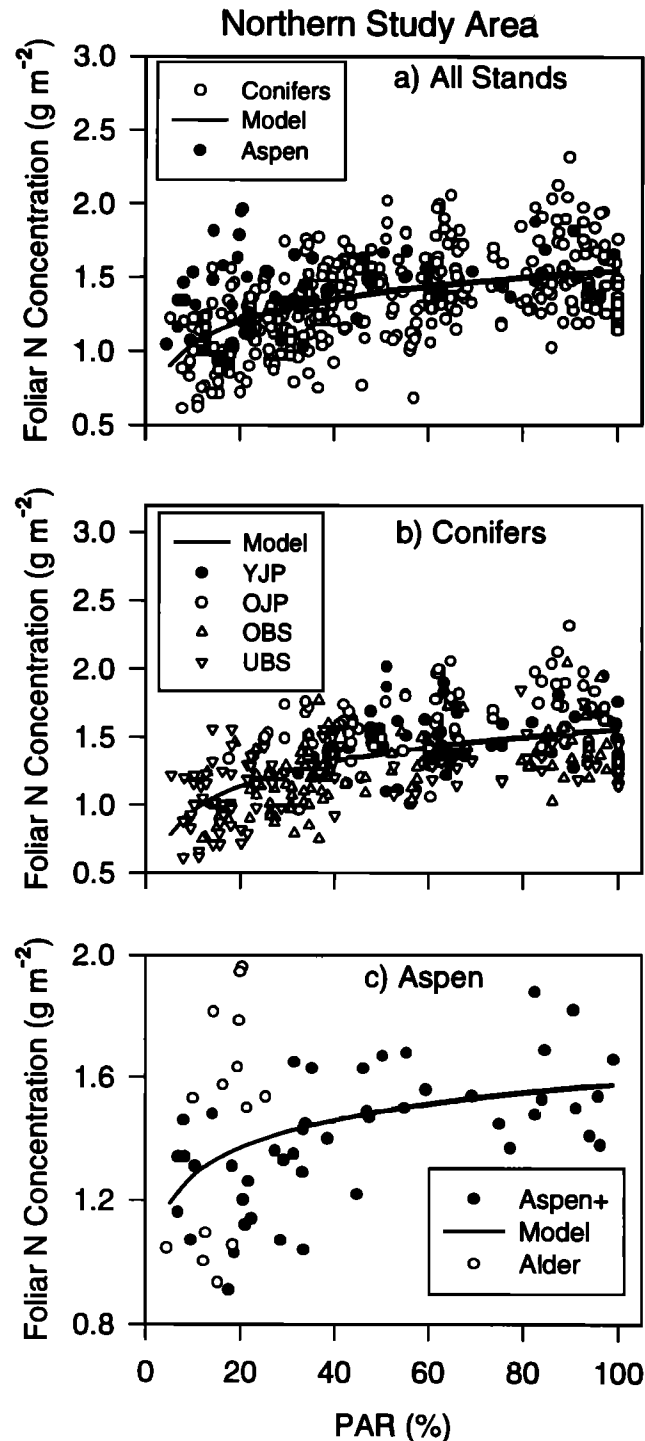 Northern Study Area
a) All Stands
Conifers
Model
Aspen
Foliar N Concentration (g m⁻²)
3.0
2.5
2.0
1.5
1.0
0.5
b) Conifers
Model
YJP
OJP
OBS
UBS
Foliar N Concentration (g m⁻²)
3.0
2.5
2.0
1.5
1.0
0.5
c) Aspen
Aspen+
Model
Alder
Foliar N Concentration (g m⁻²)
2.0
1.6
1.2
0.8
0 20 40 60 80 100
PAR (%)